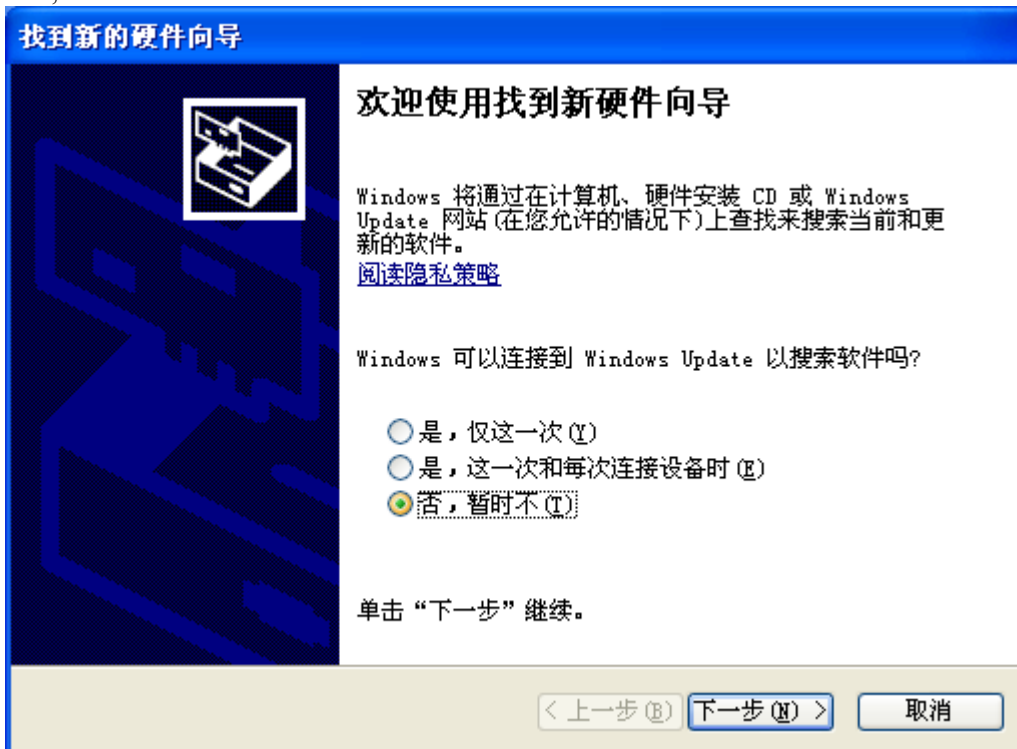 找到新的硬件向导
欢迎使用找到新硬件向导
Windows 将通过在计算机、硬件安装 CD 或 Windows
Update 网站(在您允许的情况下)上查找来搜索当前和更
新的软件。
阅读隐私策略
Windows 可以连接到 Windows Update 以搜索软件吗?
是，仅这一次(Y)
是，这一次和每次连接设备时(E)
否，暂时不(T)
单击“下一步”继续。
< 上一步(B) 下一步(N) > 取消